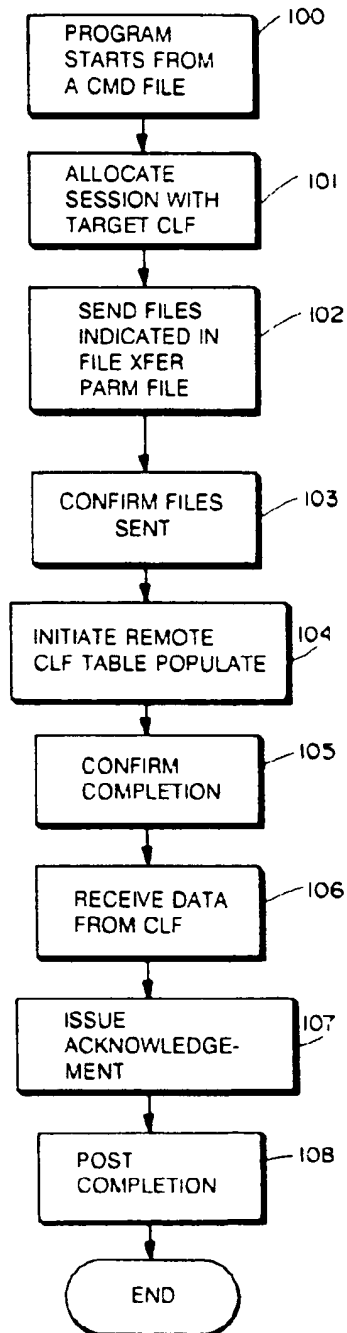 PROGRAM
STARTS FROM
A CMD FILE
100
ALLOCATE
SESSION WITH
TARGET CLF
101
SEND FILES
INDICATED IN
FILE XFER
PARM FILE
102
CONFIRM FILES
SENT
103
INITIATE REMOTE
CLF TABLE POPULATE
104
CONFIRM
COMPLETION
105
RECEIVE DATA
FROM CLF
106
ISSUE
ACKNOWLEDGE-
MENT
107
POST
COMPLETION
108
END